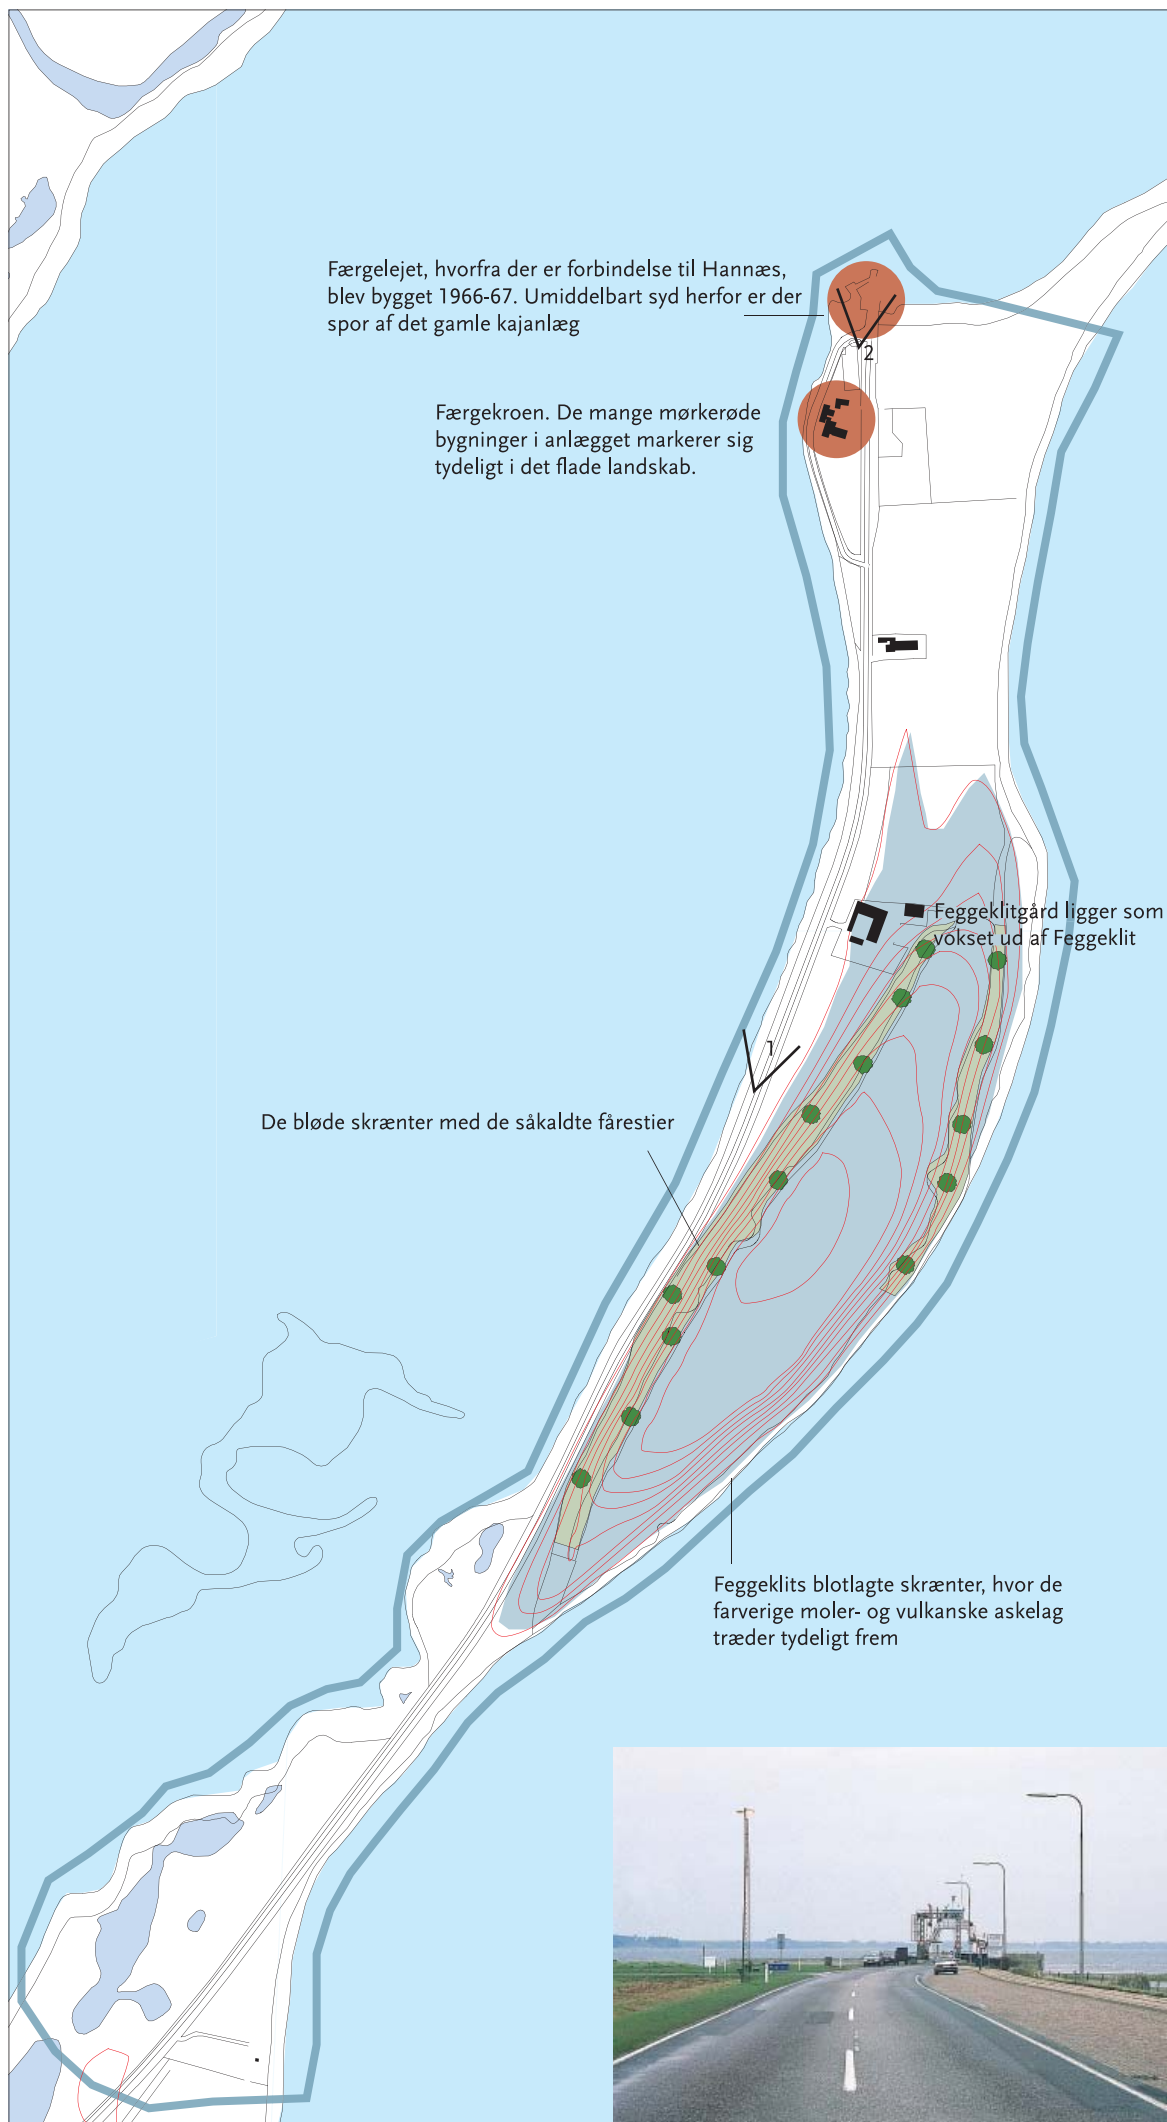 Færgelejet, hvorfra der er forbindelse til Hannæs,
blev bygget 1966-67. Umiddelbart syd herfor er der
spor af det gamle kajanlæg
2
Færgekroen. De mange mørkerøde
bygninger i anlægget markerer sig
tydeligt i det flade landskab.
Feggeklitgård ligger som
vokset ud af Feggeklit
1
De bløde skrænter med de såkaldte fårestier
Feggeklits blotlagte skrænter, hvor de
farverige moler- og vulkanske askelag
træder tydeligt frem